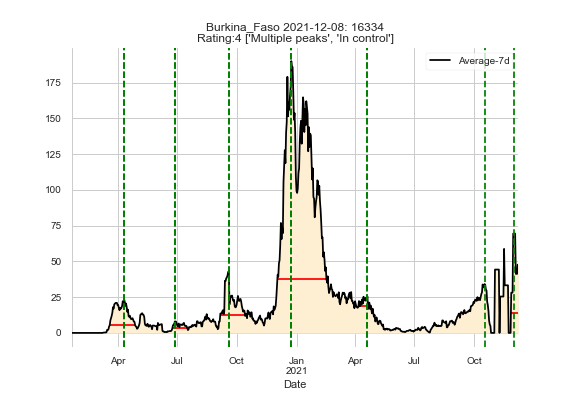 Burkina_Faso 2021-12-08: 16334
Rating:4 ['Multiple peaks', 'In control']
Average-7d
175
150
125
100
75
50
25
0
Apr Jul Oct Jan Apr Jul Oct
2021
Date